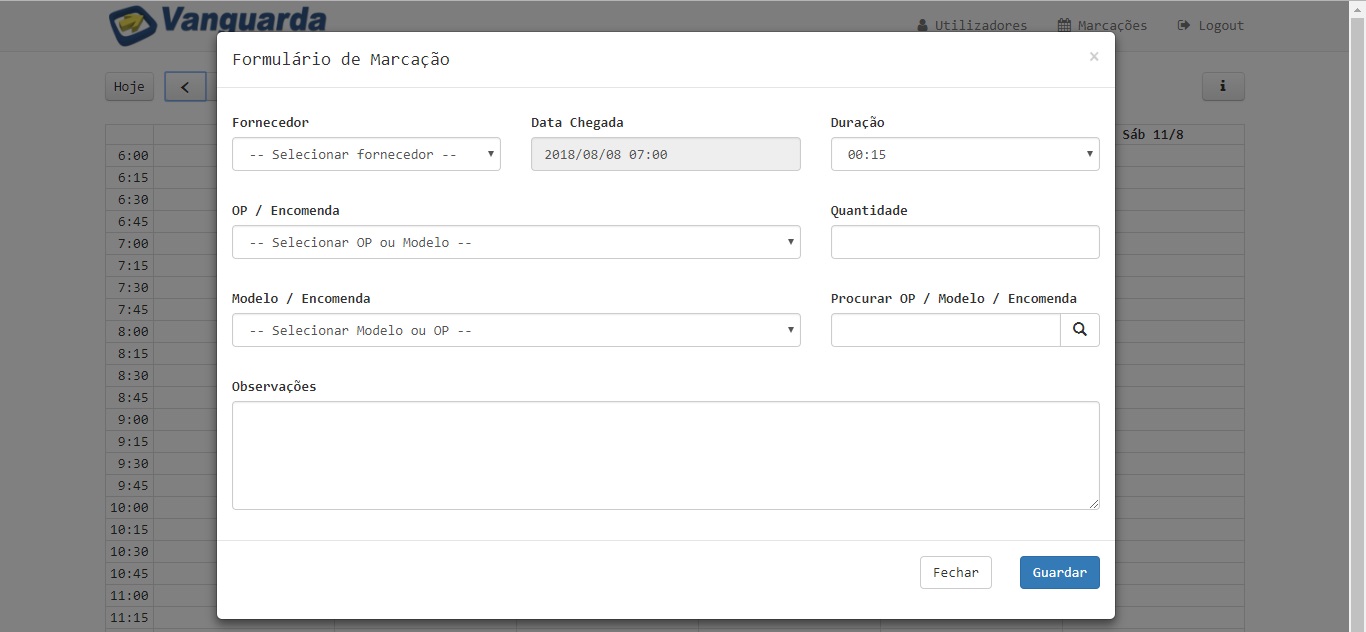 Vanguarda
Utilizadores Marcações Logout
Formulário de Marcação ×
Hoje < i
Fornecedor Data Chegada Duração
-- Selecionar fornecedor -- 2018/08/08 07:00 00:15
OP / Encomenda Quantidade
-- Selecionar OP ou Modelo --
Modelo / Encomenda Procurar OP / Modelo / Encomenda
-- Selecionar Modelo ou OP --
Observações
Fechar Guardar
Sáb 11/8
6:00
6:15
6:30
6:45
7:00
7:15
7:30
7:45
8:00
8:15
8:30
8:45
9:00
9:15
9:30
9:45
10:00
10:15
10:30
10:45
11:00
11:15